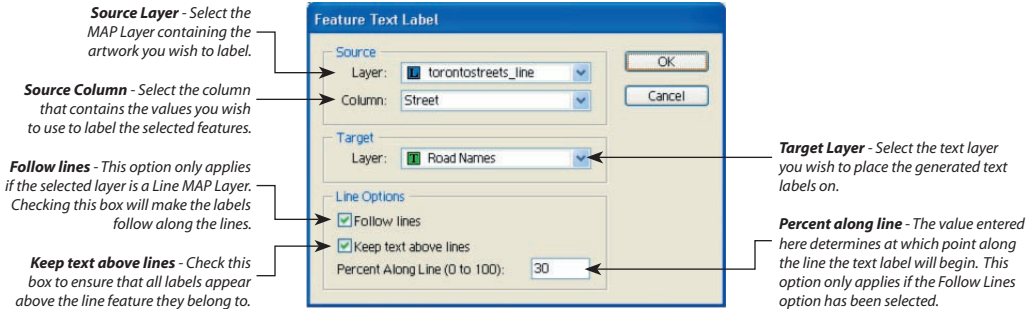 Source Layer - Select the
MAP Layer containing the
artwork you wish to label.
Source Column - Select the column
that contains the values you wish
to use to label the selected features.
Follow lines - This option only applies
if the selected layer is a Line MAP Layer.
Checking this box will make the labels
follow along the lines.
Keep text above lines - Check this
box to ensure that all labels appear
above the line feature they belong to.
Feature Text Label
Source
Layer: L torontostreets_line
Column: Street
Target
Layer: T Road Names
Line Options
Follow lines
Keep text above lines
Percent Along Line (0 to 100): 30
OK
Cancel
Target Layer - Select the text layer
you wish to place the generated text
labels on.
Percent along line - The value entered
here determines at which point along
the line the text label will begin. This
option only applies if the Follow Lines
option has been selected.